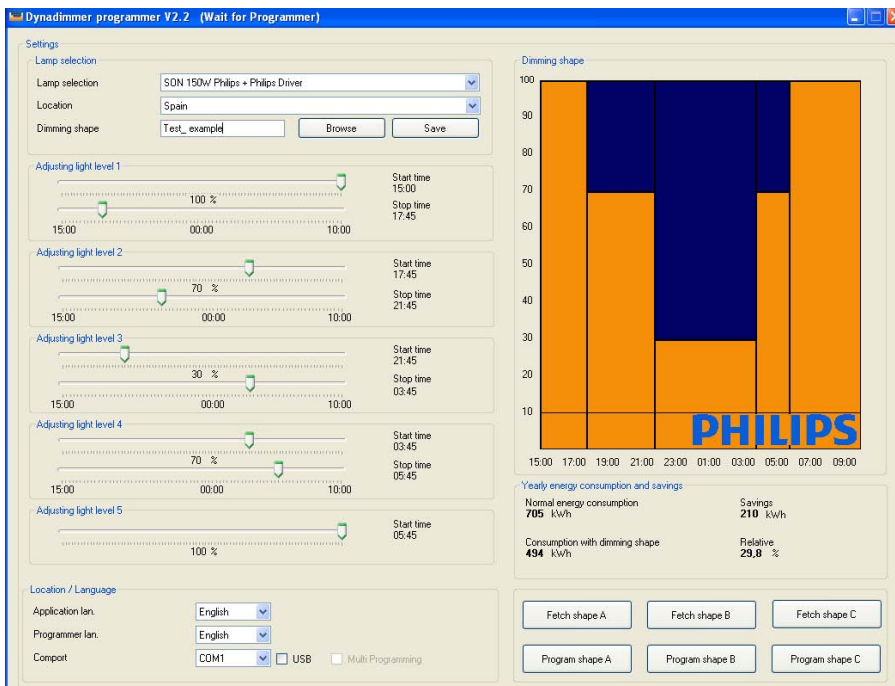 Dynadimmer programmer V2.2 (Wait for Programmer)
Settings
Lamp selection
Lamp selection
SON 150W Philips + Philips Driver
Location
Spain
Dimming shape
Test_ example
Browse
Save
Adjusting light level 1
100 %
Start time
15:00
Stop time
17:45
15:00 00:00 10:00
Adjusting light level 2
70 %
Start time
17:45
Stop time
21:45
15:00 00:00 10:00
Adjusting light level 3
30 %
Start time
21:45
Stop time
03:45
15:00 00:00 10:00
Adjusting light level 4
70 %
Start time
03:45
Stop time
05:45
15:00 00:00 10:00
Adjusting light level 5
100 %
Start time
05:45
Location / Language
Application lan.
English
Programmer lan.
English
Comport
COM1
USB
Multi Programming
Dimming shape
100
90
80
70
60
50
40
30
20
10
PHILIPS
15:00 17:00 19:00 21:00 23:00 01:00 03:00 05:00 07:00 09:00
Yearly energy consumption and savings
Normal energy consumption
705 kWh
Savings
210 kWh
Consumption with dimming shape
494 kWh
Relative
29,8 %
Fetch shape A
Fetch shape B
Fetch shape C
Program shape A
Program shape B
Program shape C